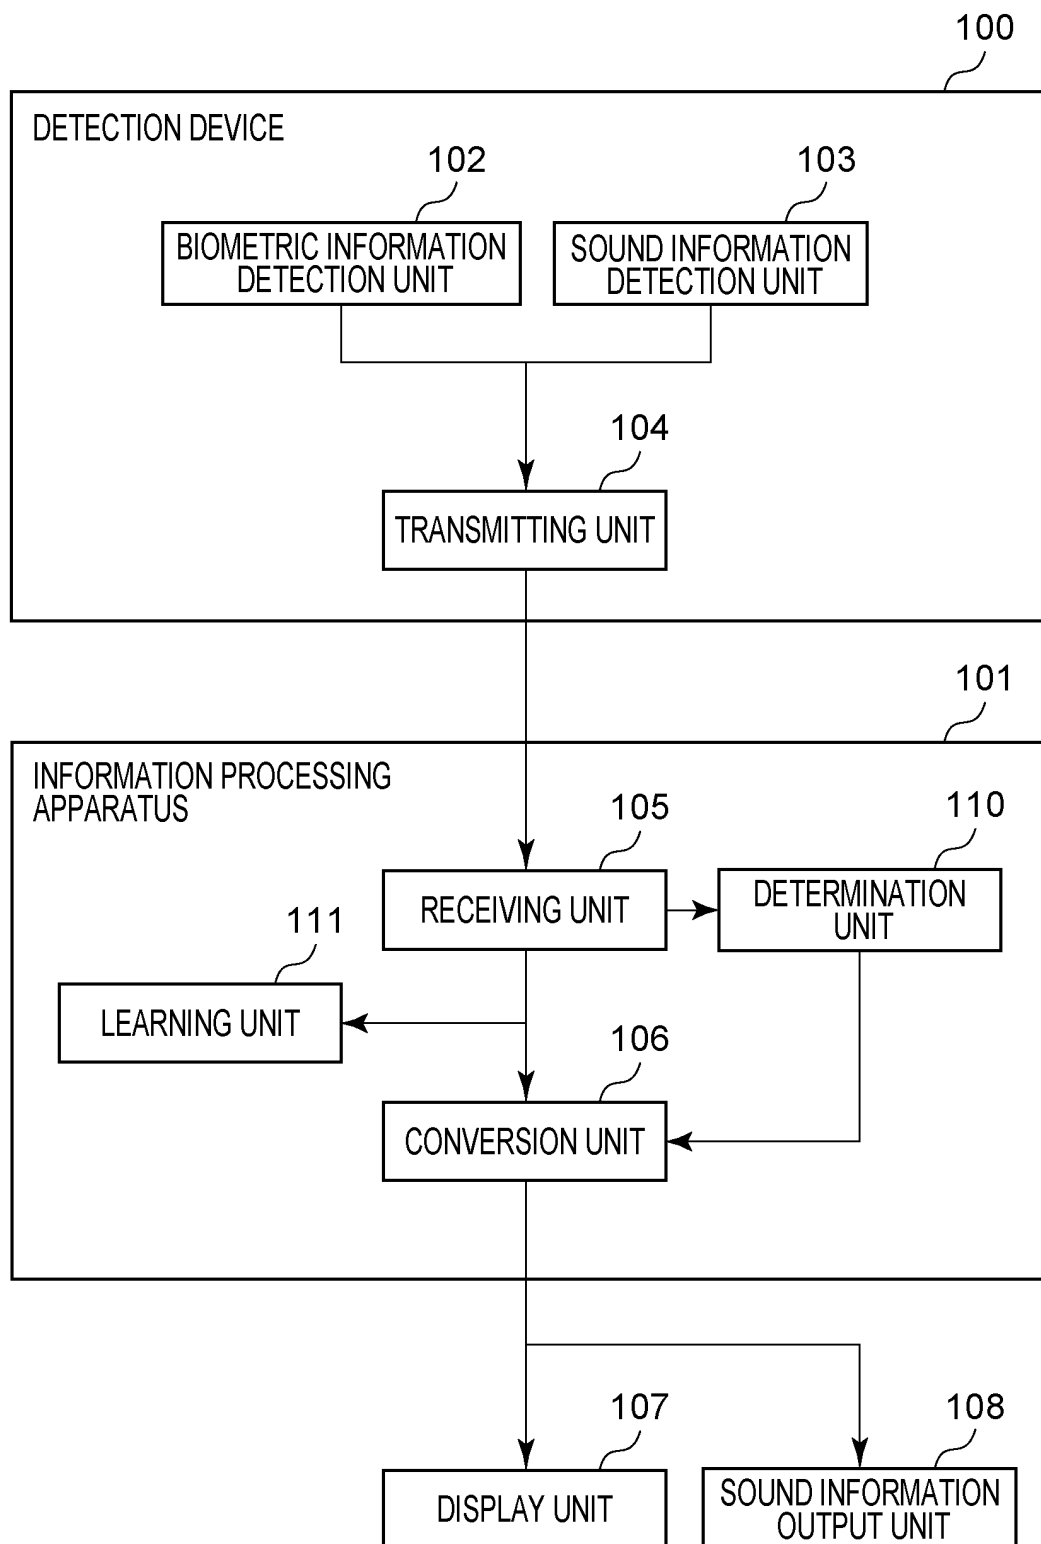 100
DETECTION DEVICE
102
103
BIOMETRIC INFORMATION
DETECTION UNIT
SOUND INFORMATION
DETECTION UNIT
104
TRANSMITTING UNIT
101
INFORMATION PROCESSING
APPARATUS
105
110
RECEIVING UNIT
DETERMINATION
UNIT
111
LEARNING UNIT
106
CONVERSION UNIT
107
108
DISPLAY UNIT
SOUND INFORMATION
OUTPUT UNIT